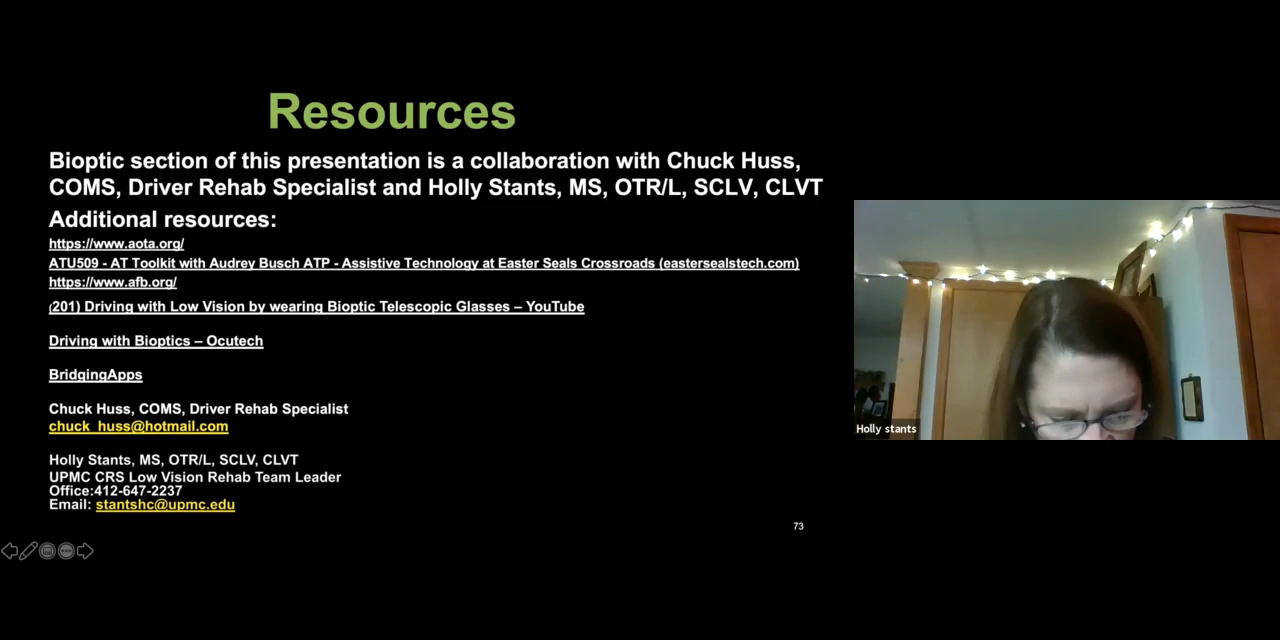 Resources
Bioptic section of this presentation is a collaboration with Chuck Huss,
COMS, Driver Rehab Specialist and Holly Stants, MS, OTR/L, SCLV, CLVT
Additional resources:
https://www.aota.org/
ATU509 - AT Toolkit with Audrey Busch ATP - Assistive Technology at Easter Seals Crossroads (eastersealstech.com)
https://www.afb.org/
(201) Driving with Low Vision by wearing Bioptic Telescopic Glasses – YouTube
Driving with Bioptics – Ocutech
BridgingApps
Chuck Huss, COMS, Driver Rehab Specialist
chuck_huss@hotmail.com
Holly Stants, MS, OTR/L, SCLV, CLVT
UPMC CRS Low Vision Rehab Team Leader
Office:412-647-2237
Email: stantshc@upmc.edu
73
Holly stants